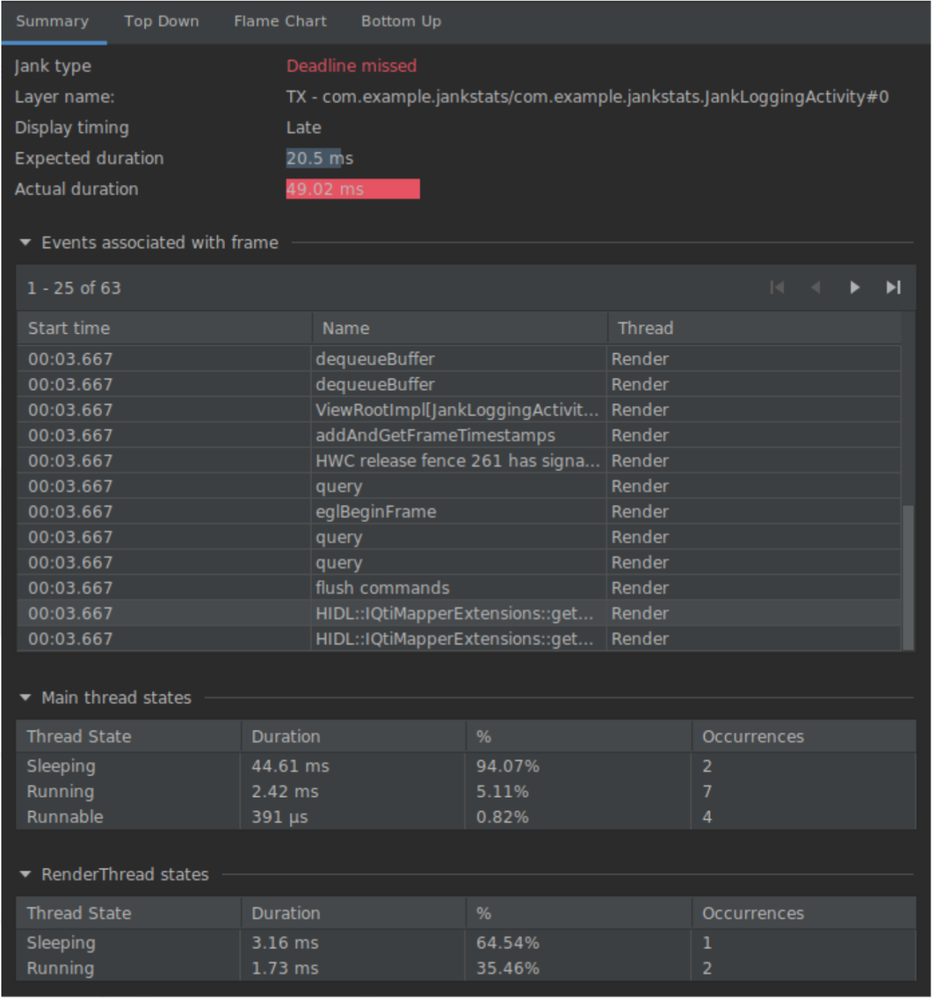 Summary Top Down Flame Chart Bottom Up
Jank type Deadline missed
Layer name: TX - com.example.jankstats/com.example.jankstats.JankLoggingActivity#0
Display timing Late
Expected duration 20.5 ms
Actual duration 49.02 ms
Events associated with frame
1 - 25 of 63
Start time Name Thread
00:03.667 dequeueBuffer Render
00:03.667 dequeueBuffer Render
00:03.667 ViewRootImpl[JankLoggingActivit... Render
00:03.667 addAndGetFrameTimestamps Render
00:03.667 HWC release fence 261 has signa... Render
00:03.667 query Render
00:03.667 eglBeginFrame Render
00:03.667 query Render
00:03.667 query Render
00:03.667 flush commands Render
00:03.667 HIDL::IQtiMapperExtensions::get... Render
00:03.667 HIDL::IQtiMapperExtensions::get... Render
Main thread states
Thread State Duration % Occurrences
Sleeping 44.61 ms 94.07% 2
Running 2.42 ms 5.11% 7
Runnable 391 µs 0.82% 4
RenderThread states
Thread State Duration % Occurrences
Sleeping 3.16 ms 64.54% 1
Running 1.73 ms 35.46% 2